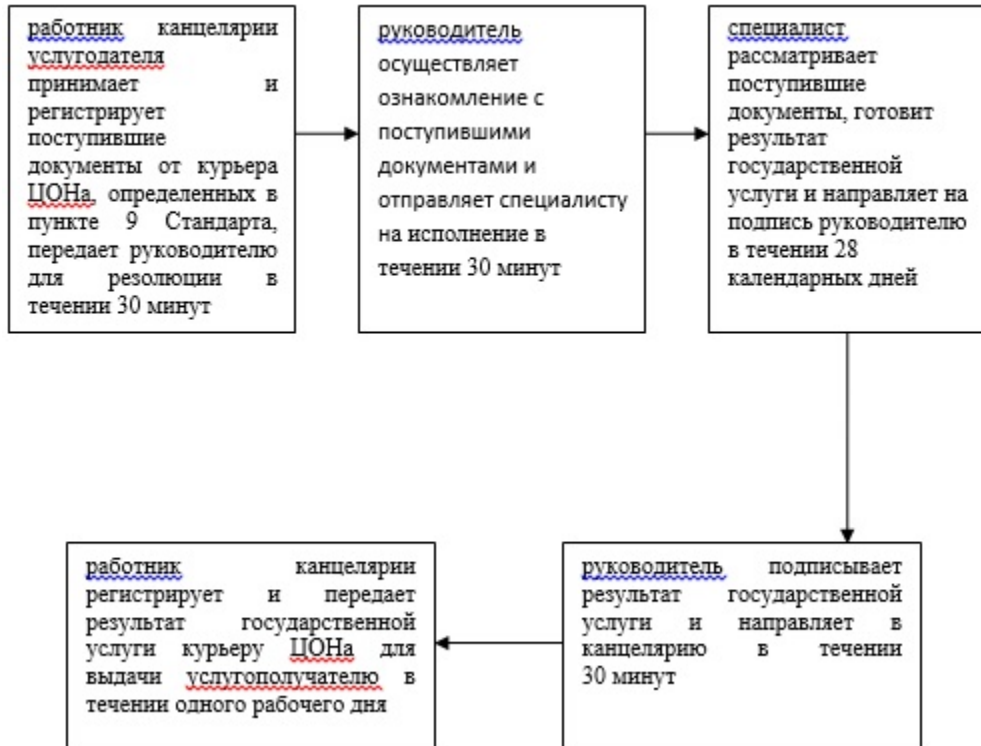 работник канцелярии
услугодателя
принимает и
регистрирует
поступившие
документы от курьера
ЦОНа, определенных в
пункте 9 Стандарта,
передает руководителю
для резолюции в
течении 30 минут
руководитель
осуществляет
ознакомление с
поступившими
документами и
отправляет специалисту
на исполнение в
течении 30 минут
специалист
рассматривает
поступившие
документы, готовит
результат
государственной
услуги и направляет на
подпись руководителю
в течении 28
календарных дней
руководитель подписывает
результат государственной
услуги и направляет в
канцелярию в течении
30 минут
работник канцелярии
регистрирует и передает
результат государственной
услуги курьеру ЦОНа для
выдачи услугополучателю в
течении одного рабочего дня